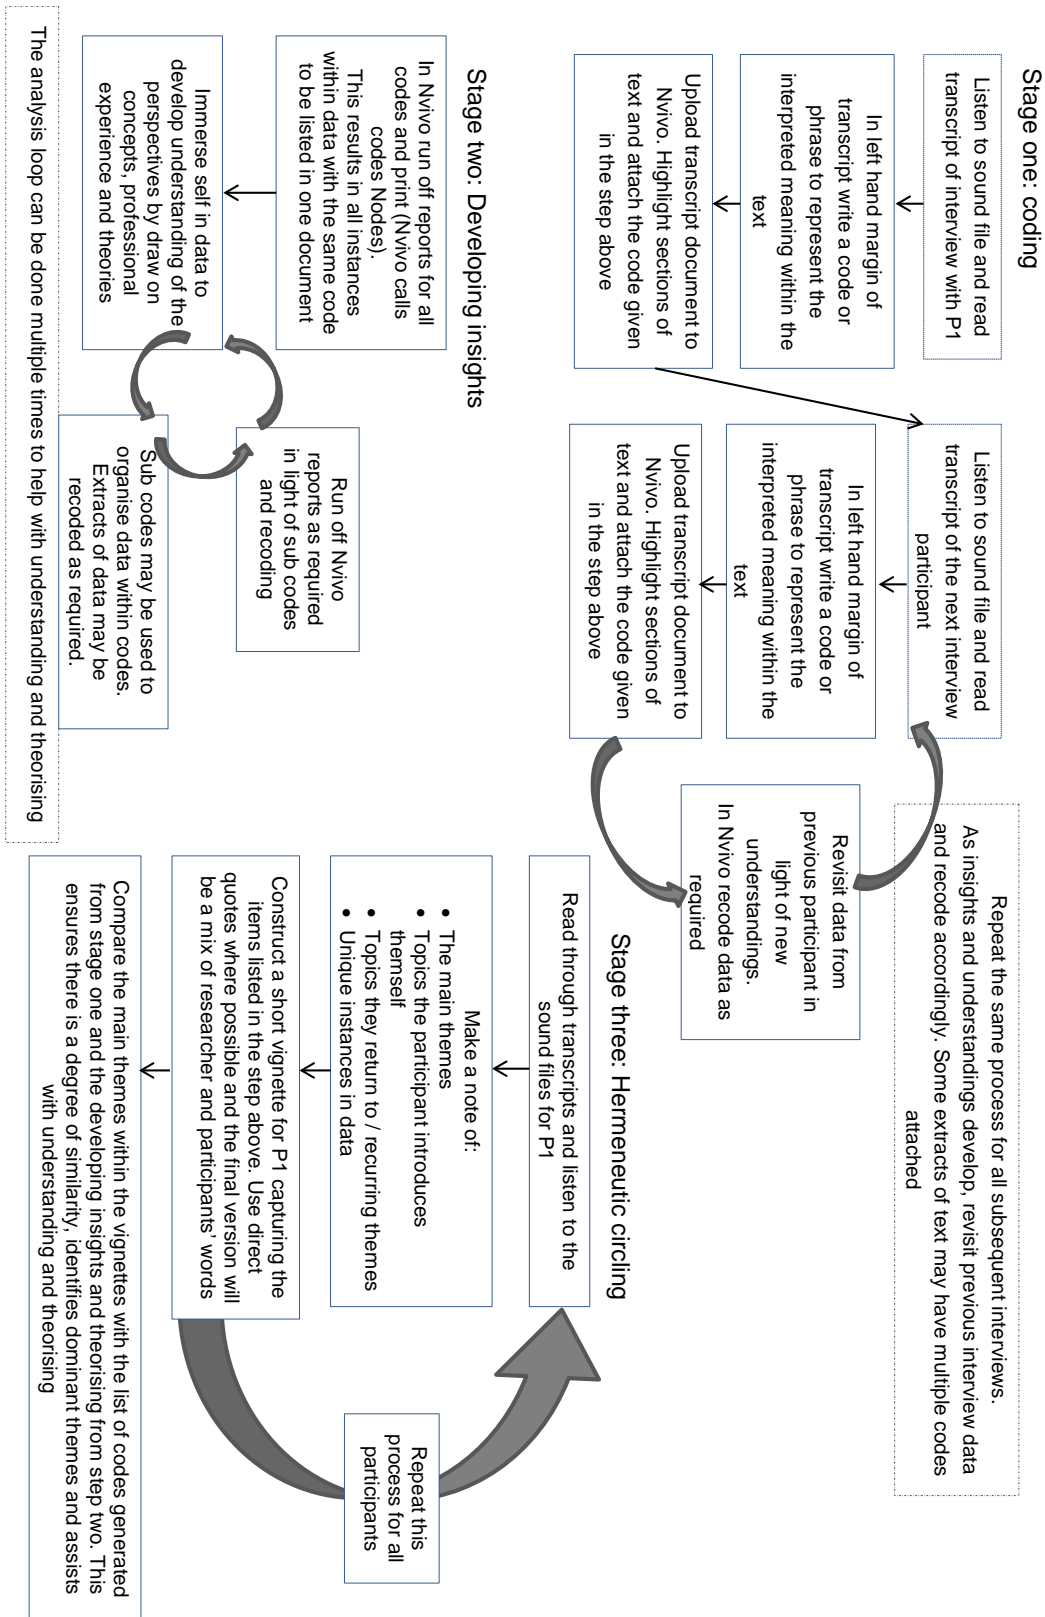 Stage one: coding
Listen to sound file and read
transcript of interview with P1
In left hand margin of
transcript write a code or
phrase to represent the
interpreted meaning within the
text
Upload transcript document to
Nvivo. Highlight sections of
text and attach the code given
in the step above
Listen to sound file and read
transcript of the next interview
participant
In left hand margin of
transcript write a code or
phrase to represent the
interpreted meaning within the
text
Upload transcript document to
Nvivo. Highlight sections of
text and attach the code given
in the step above
Revisit data from
previous participant in
light of new
understandings.
In Nvivo recode data as
required
Repeat the same process for all subsequent interviews.
As insights and understandings develop, revisit previous interview data
and recode accordingly. Some extracts of text may have multiple codes
attached
Stage two: Developing insights
In Nvivo run off reports for all
codes and print (Nvivo calls
codes Nodes).
This results in all instances
within data with the same code
to be listed in one document
Immerse self in data to
develop understanding of the
perspectives by draw on
concepts, professional
experience and theories
Run off Nvivo
reports as required
in light of sub codes
and recoding
Sub codes may be used to
organise data within codes.
Extracts of data may be
recoded as required.
The analysis loop can be done multiple times to help with understanding and theorising
Stage three: Hermeneutic circling
Read through transcripts and listen to the
sound files for P1
Make a note of:
• The main themes
• Topics the participant introduces
themself
• Topics they return to / recurring themes
• Unique instances in data
Construct a short vignette for P1 capturing the
items listed in the step above. Use direct
quotes where possible and the final version will
be a mix of researcher and participants' words
Repeat this
process for all
participants
Compare the main themes within the vignettes with the list of codes generated
from stage one and the developing insights and theorising from step two. This
ensures there is a degree of similarity, identifies dominant themes and assists
with understanding and theorising